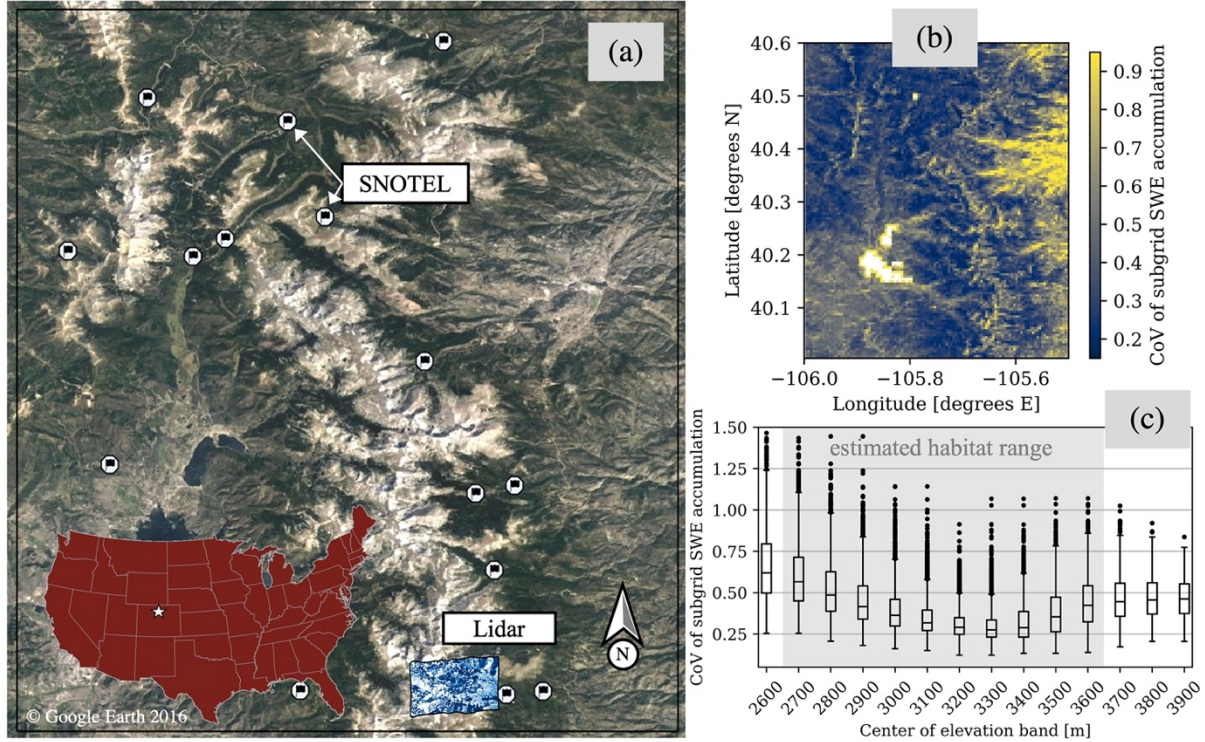 (a)
SNOTEL
Lidar
N
© Google Earth 2016
(b)
40.6
40.5
40.4
40.3
40.2
40.1
Latitude [degrees N]
−106.0 −105.8 −105.6
Longitude [degrees E]
0.9
0.8
0.7
0.6
0.5
0.4
0.3
0.2
CoV of subgrid SWE accumulation
(c)
estimated habitat range
1.50
1.25
1.00
0.75
0.50
0.25
CoV of subgrid SWE accumulation
2600 2700 2800 2900 3000 3100 3200 3300 3400 3500 3600 3700 3800 3900
Center of elevation band [m]